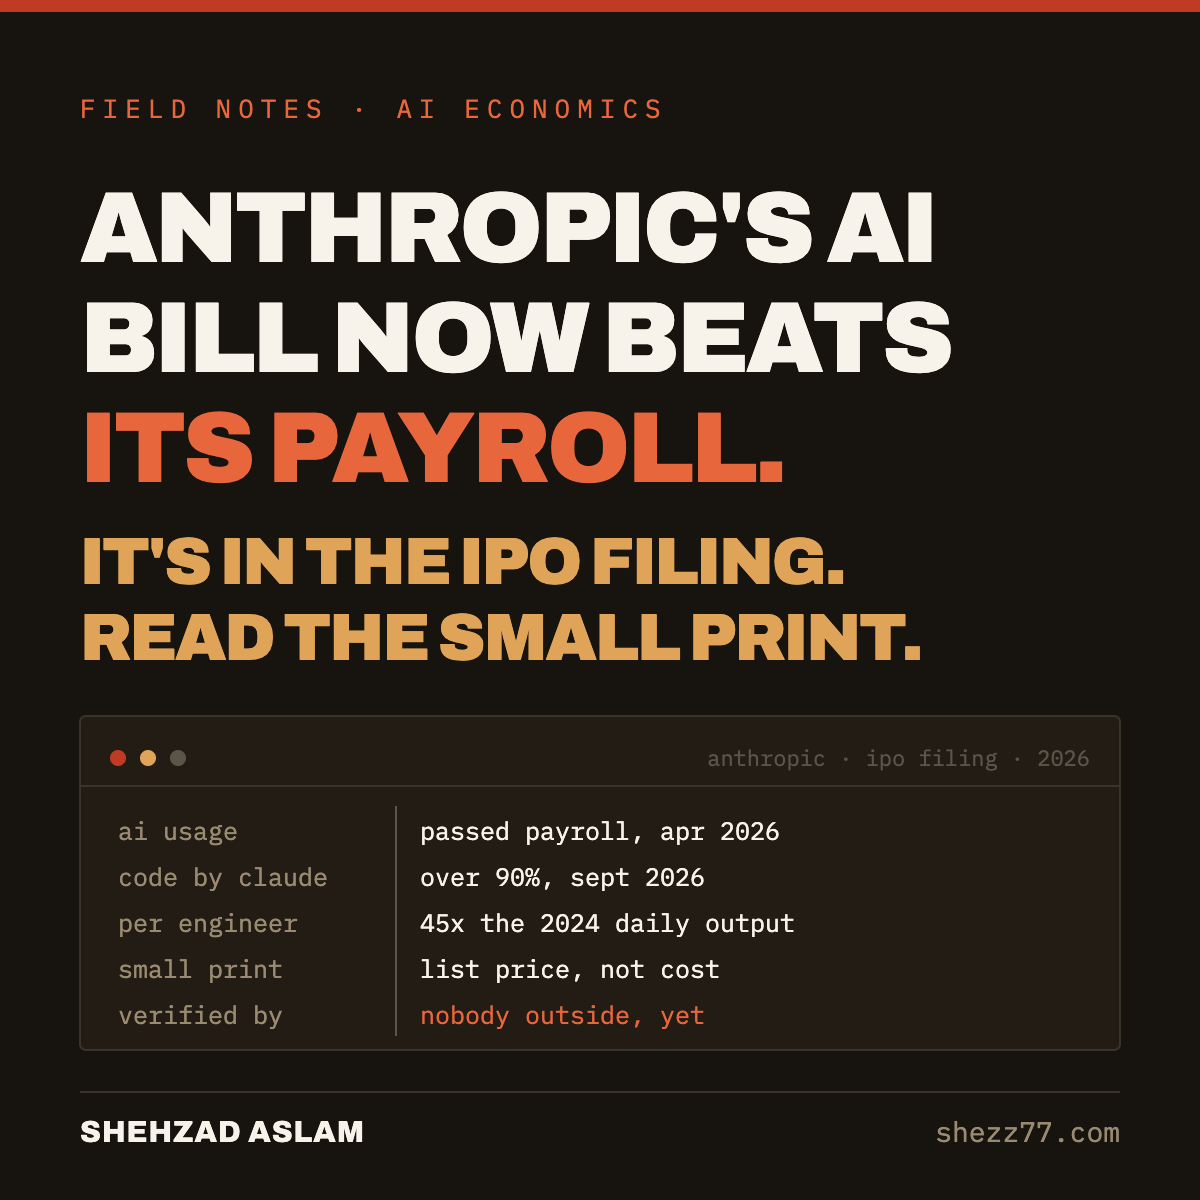 FIELD NOTES · AI ECONOMICS
ANTHROPIC'S AI
BILL NOW BEATS
ITS PAYROLL.
IT'S IN THE IPO FILING.
READ THE SMALL PRINT.
anthropic · ipo filing · 2026
ai usage passed payroll, apr 2026
code by claude over 90%, sept 2026
per engineer 45x the 2024 daily output
small print list price, not cost
verified by nobody outside, yet
SHEHZAD ASLAM shezz77.com